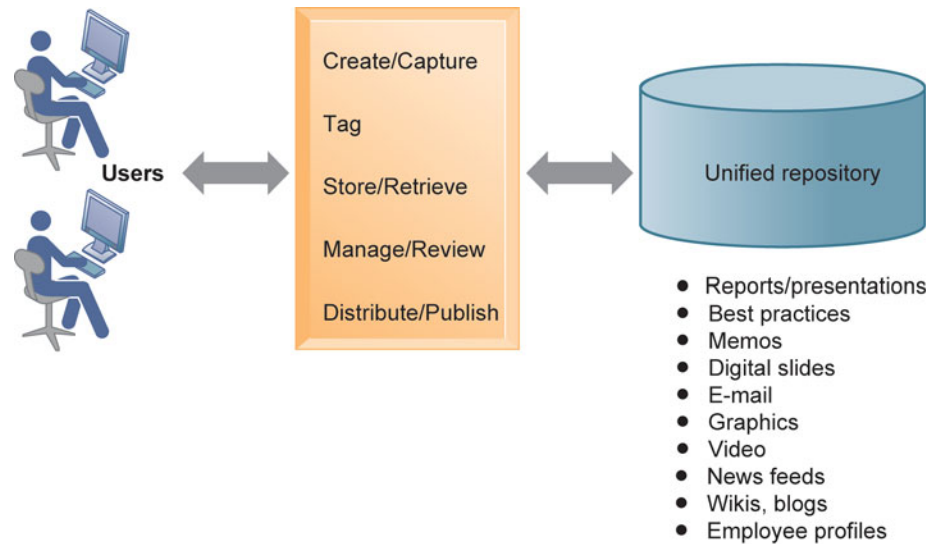 Users
Create/Capture
Tag
Store/Retrieve
Manage/Review
Distribute/Publish
Unified repository
● Reports/presentations
● Best practices
● Memos
● Digital slides
● E-mail
● Graphics
● Video
● News feeds
● Wikis, blogs
● Employee profiles